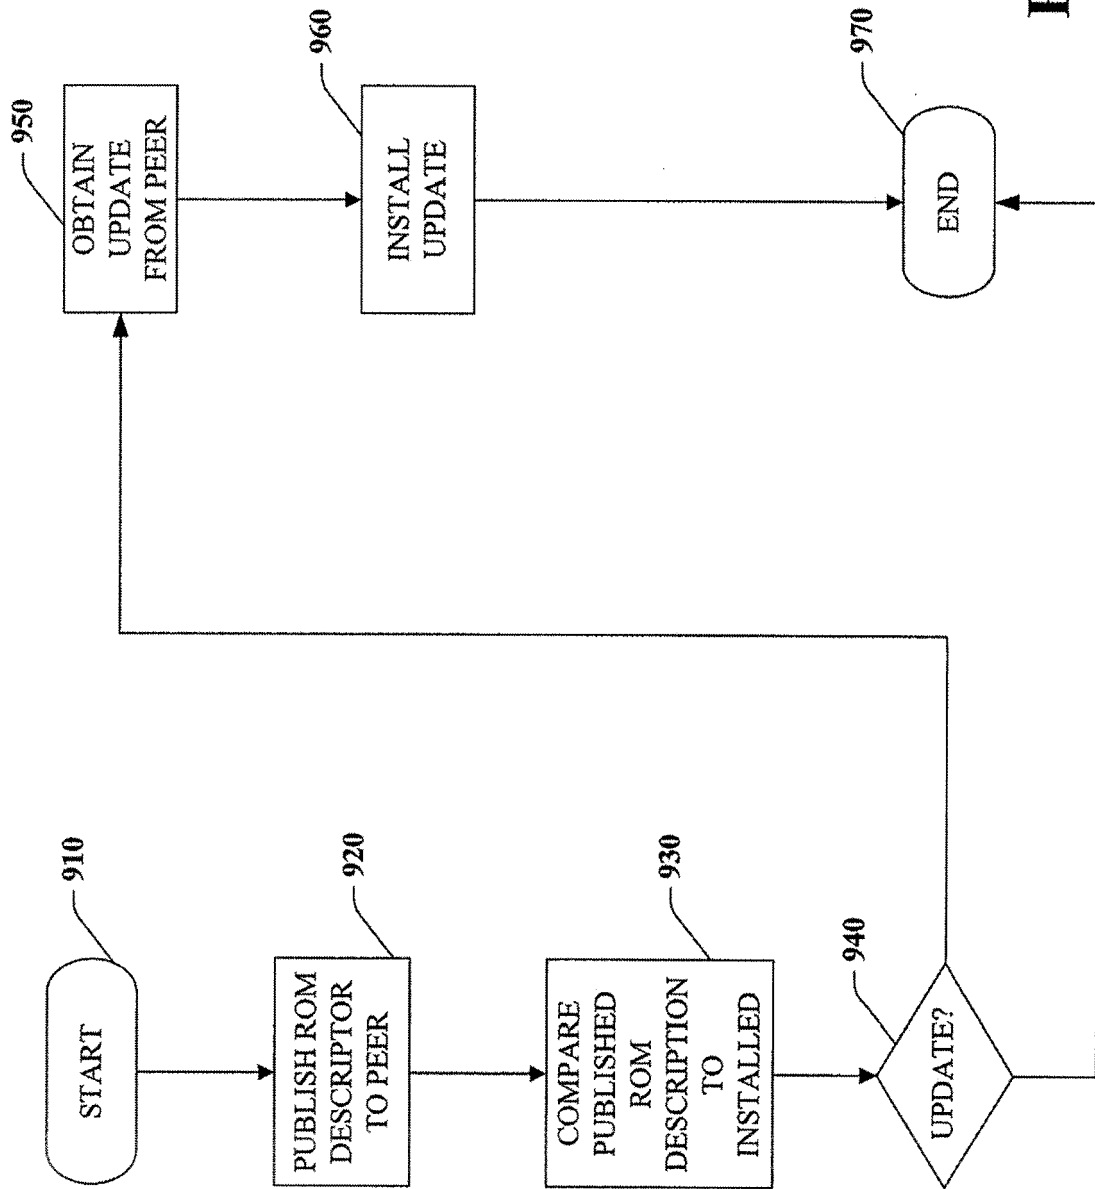 910
START
920
PUBLISH ROM
DESCRIPTOR
TO PEER
930
COMPARE
PUBLISHED
ROM
DESCRIPTION
TO
INSTALLED
940
UPDATE?
950
OBTAIN
UPDATE
FROM PEER
960
INSTALL
UPDATE
970
END